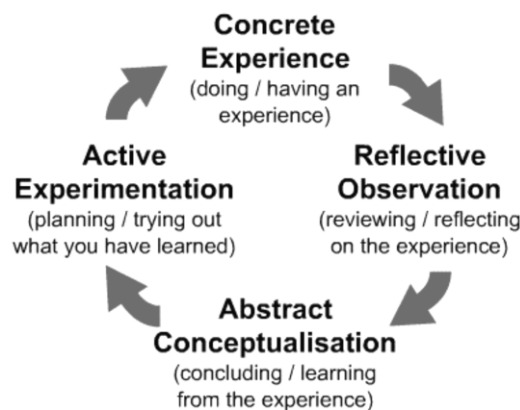 Concrete
Experience
(doing / having an
experience)
Reflective
Observation
(reviewing / reflecting
on the experience)
Abstract
Conceptualisation
(concluding / learning
from the experience)
Active
Experimentation
(planning / trying out
what you have learned)